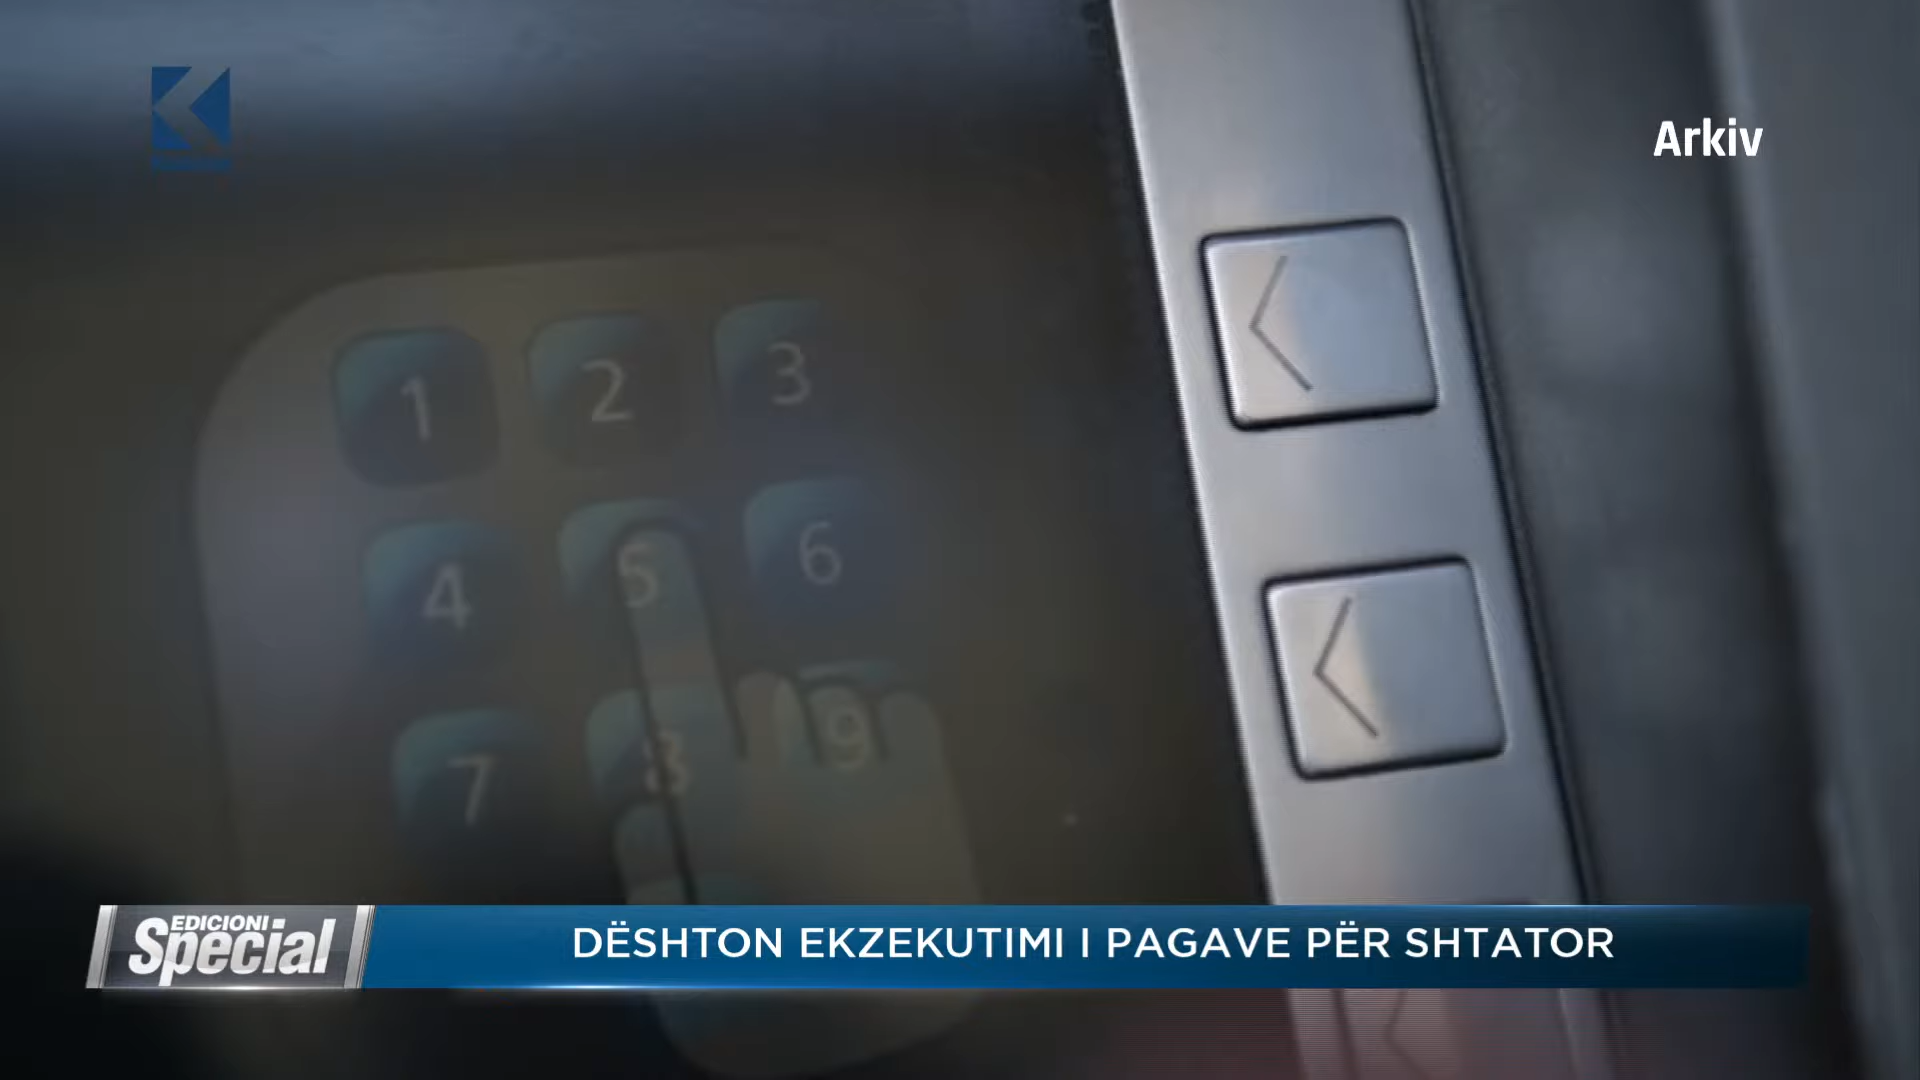 Arkiv
1 2 3
4 5 6
7 8 9
EDICIONI
Special
DËSHTON EKZEKUTIMI I PAGAVE PËR SHTATOR